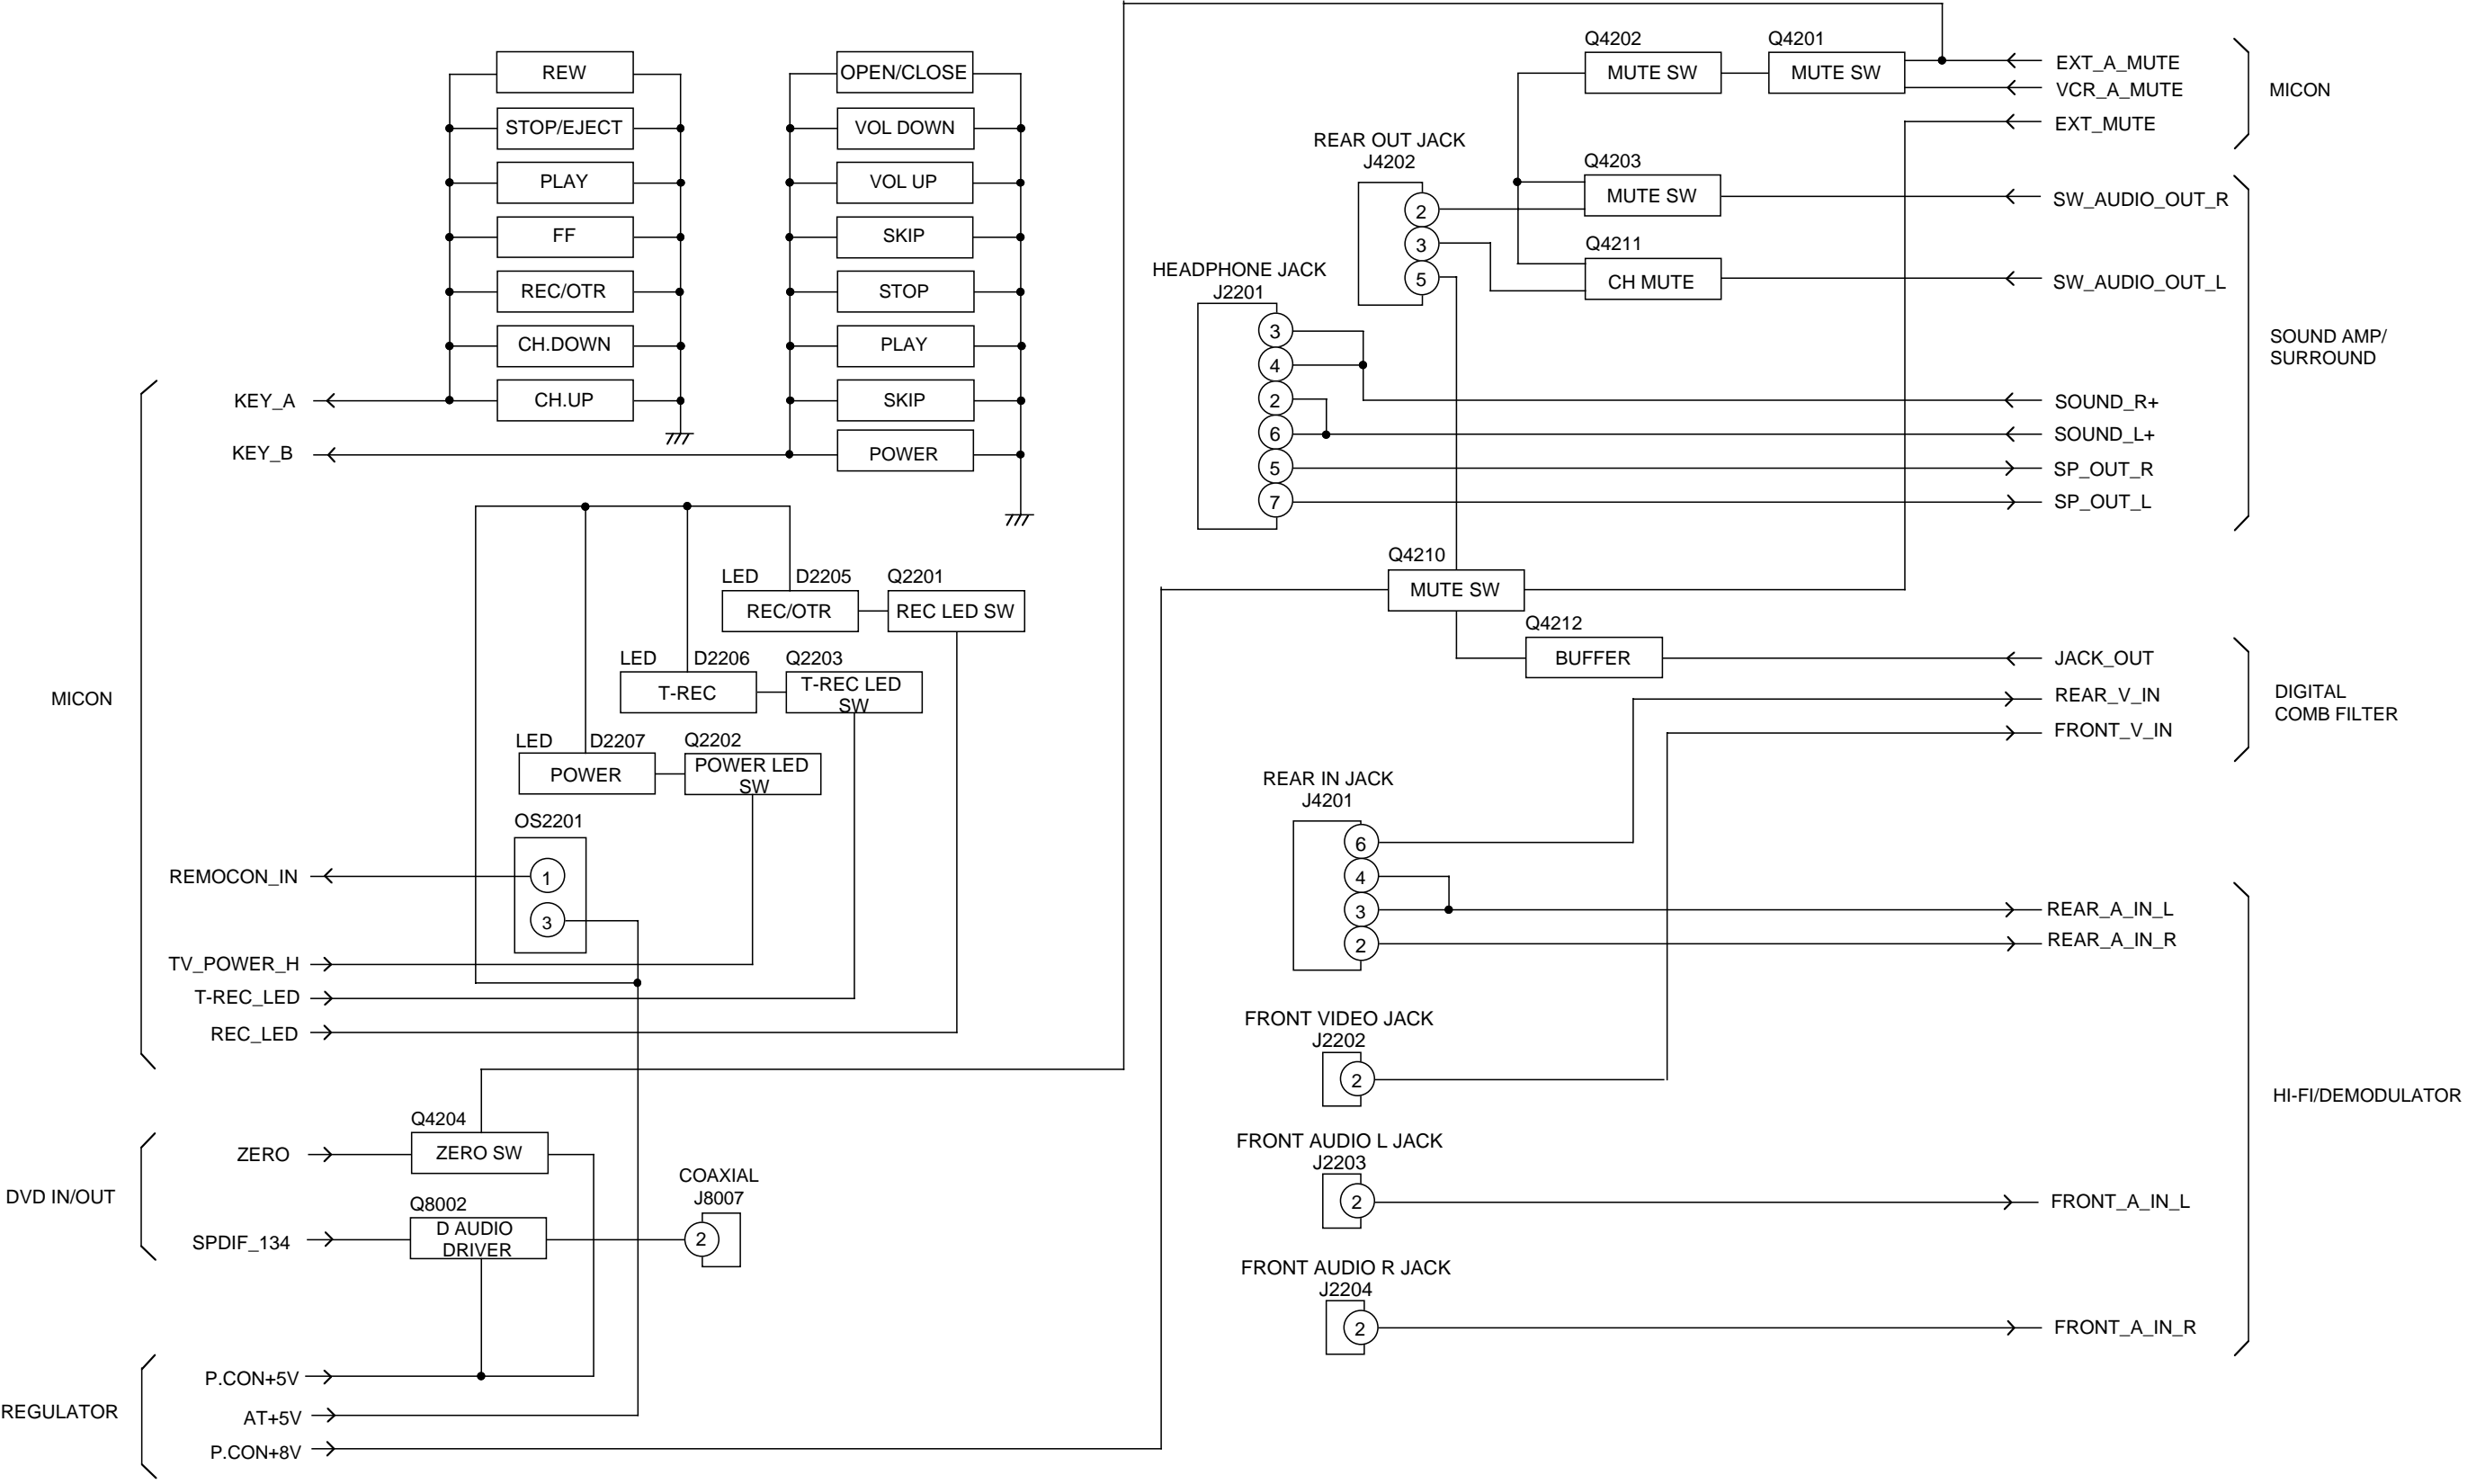 REW
STOP/EJECT
PLAY
FF
REC/OTR
CH.DOWN
CH.UP
OPEN/CLOSE
VOL DOWN
VOL UP
SKIP
STOP
PLAY
SKIP
POWER
KEY_A
KEY_B
LED D2205 Q2201
REC/OTR REC LED SW
LED D2206 Q2203
T-REC T-REC LED
SW
LED D2207 Q2202
POWER POWER LED
SW
MICON
OS2201
1
3
REMOCON_IN
TV_POWER_H
T-REC_LED
REC_LED
Q4204
ZERO ZERO SW
DVD IN/OUT
COAXIAL
J8007
2
Q8002
SPDIF_134 D AUDIO
DRIVER
P.CON+5V
REGULATOR
AT+5V
P.CON+8V
Q4202 Q4201
MUTE SW MUTE SW
EXT_A_MUTE
VCR_A_MUTE
EXT_MUTE
MICON
REAR OUT JACK
J4202
2
3
5
Q4203
MUTE SW
SW_AUDIO_OUT_R
Q4211
CH MUTE
SW_AUDIO_OUT_L
HEADPHONE JACK
J2201
3
4
2
6
5
7
SOUND AMP/
SURROUND
SOUND_R+
SOUND_L+
SP_OUT_R
SP_OUT_L
Q4210
MUTE SW
Q4212
BUFFER
JACK_OUT
REAR_V_IN
FRONT_V_IN
DIGITAL
COMB FILTER
REAR IN JACK
J4201
6
4
3
2
REAR_A_IN_L
REAR_A_IN_R
FRONT VIDEO JACK
J2202
2
HI-FI/DEMODULATOR
FRONT AUDIO L JACK
J2203
2
FRONT_A_IN_L
FRONT AUDIO R JACK
J2204
2
FRONT_A_IN_R